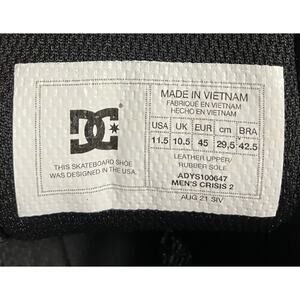 MADE IN VIETNAM
FABRIQUÉ EN VIETNAM
HECHO EN VIETNAM
USA UK EUR cm BRA
11.5 10.5 45 29,5 42.5
LEATHER UPPER/
RUBBER SOLE
ADYS100647
MEN'S CRISIS 2
AUG 21 SIV
DC
THIS SKATEBOARD SHOE
WAS DESIGNED IN THE USA.